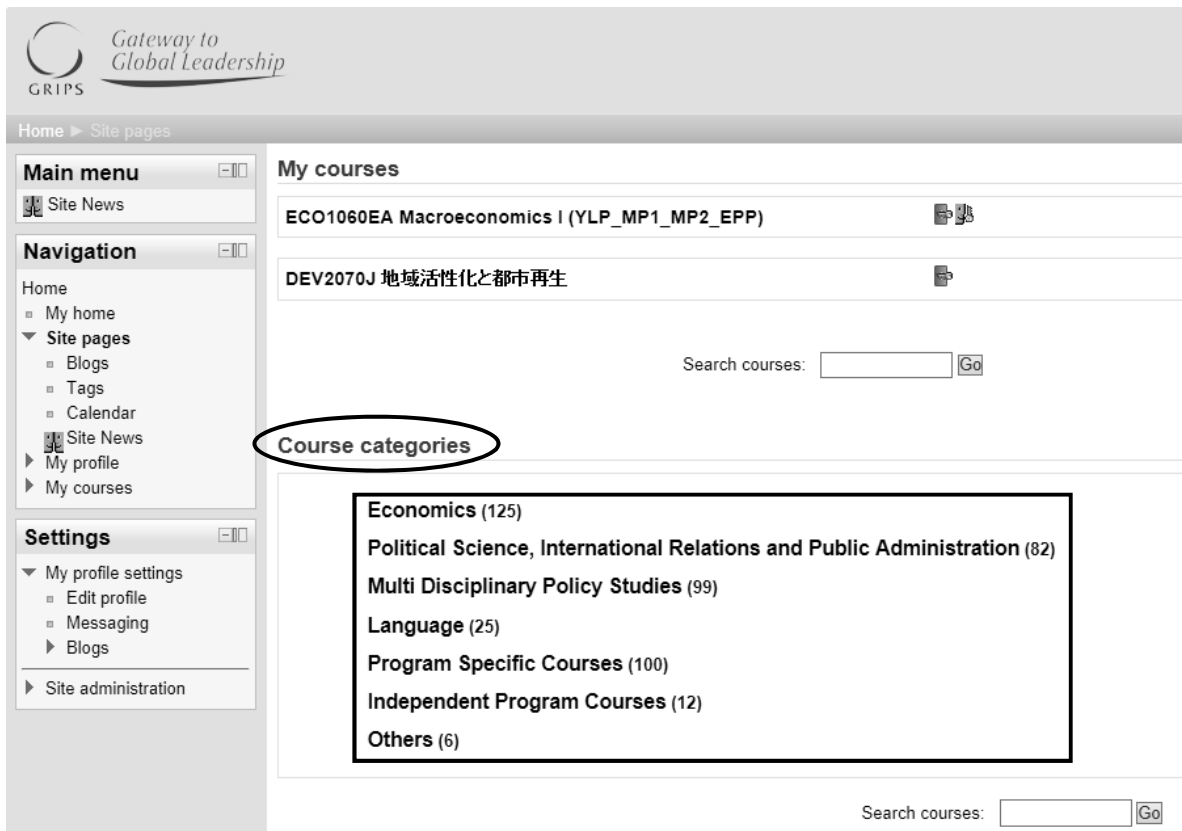 Gateway to
Global Leadership
GRIPS
Home ► Site pages
Main menu
Site News
Navigation
Home
My home
Site pages
Blogs
Tags
Calendar
Site News
My profile
My courses
Settings
My profile settings
Edit profile
Messaging
Blogs
Site administration
My courses
ECO1060EA Macroeconomics I (YLP_MP1_MP2_EPP)
DEV2070J 地域活性化と都市再生
Search courses: Go
Course categories
Economics (125)
Political Science, International Relations and Public Administration (82)
Multi Disciplinary Policy Studies (99)
Language (25)
Program Specific Courses (100)
Independent Program Courses (12)
Others (6)
Search courses: Go